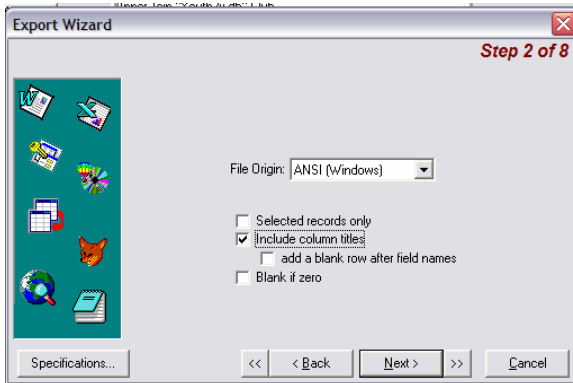 Export Wizard
Step 2 of 8
File Origin: ANSI (Windows)
Selected records only
Include column titles
add a blank row after field names
Blank if zero
Specifications...
<<
< Back
Next >
>>
Cancel